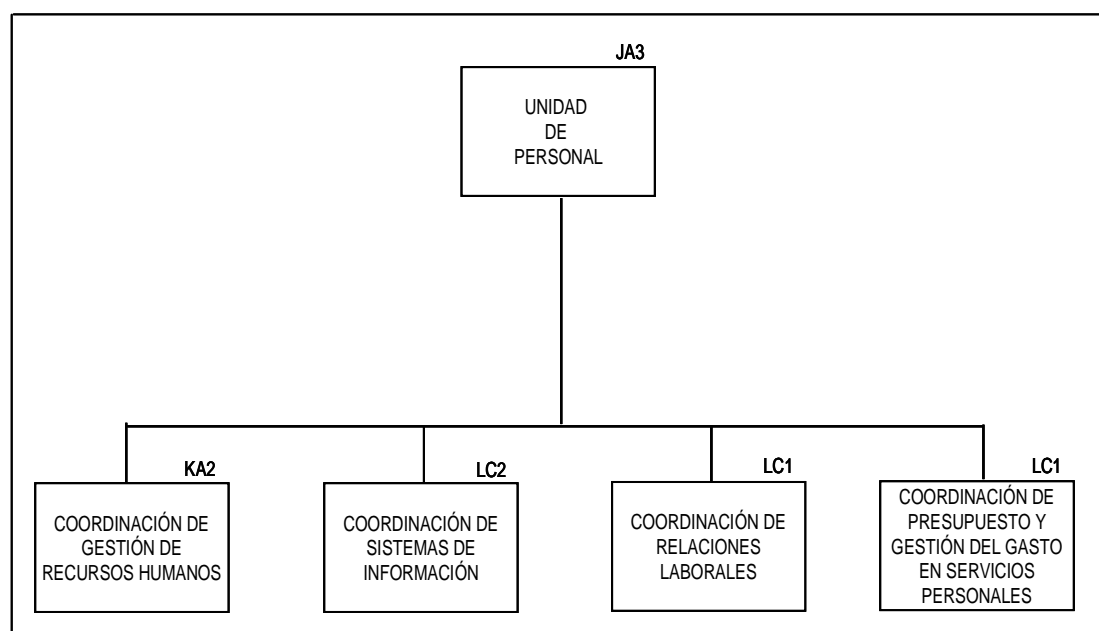 JA3
UNIDAD
DE
PERSONAL
KA2
COORDINACIÓN DE
GESTIÓN DE
RECURSOS HUMANOS
LC2
COORDINACIÓN DE
SISTEMAS DE
INFORMACIÓN
LC1
COORDINACIÓN DE
RELACIONES
LABORALES
LC1
COORDINACIÓN DE
PRESUPUESTO Y
GESTIÓN DEL GASTO
EN SERVICIOS
PERSONALES